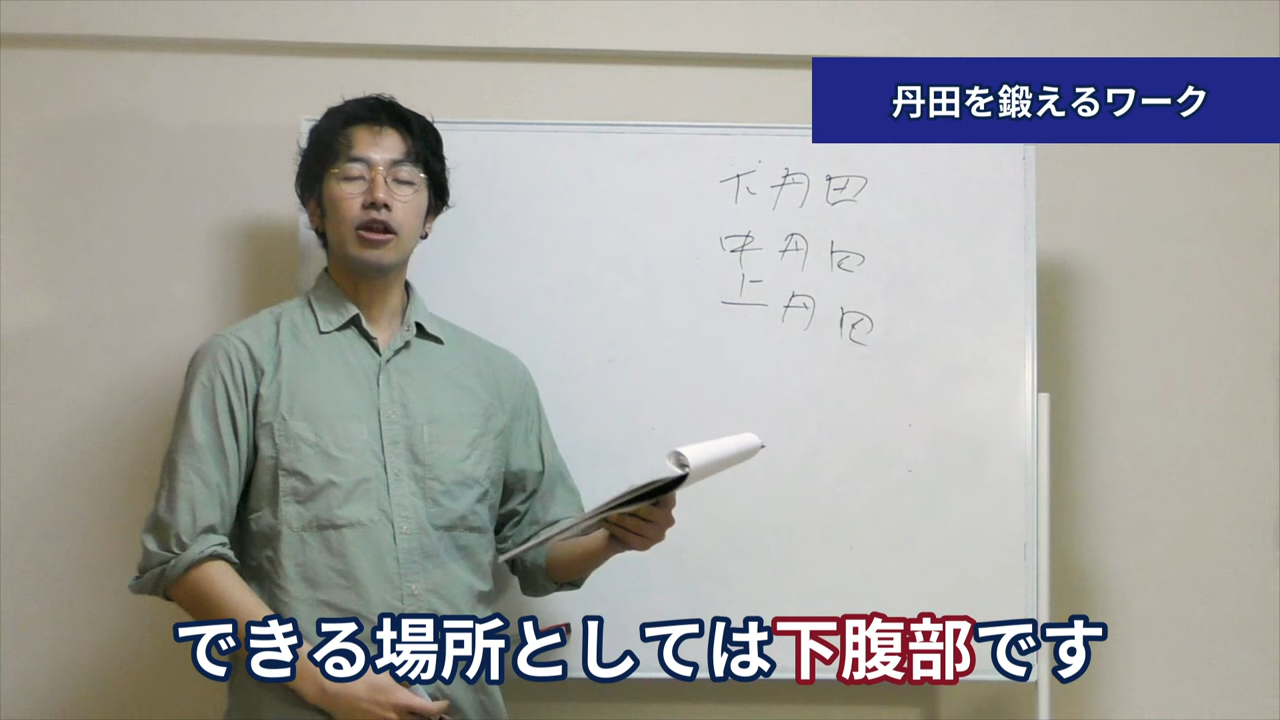 丹田を鍛えるワーク
下丹田
中丹田
上丹田
できる場所としては下腹部です